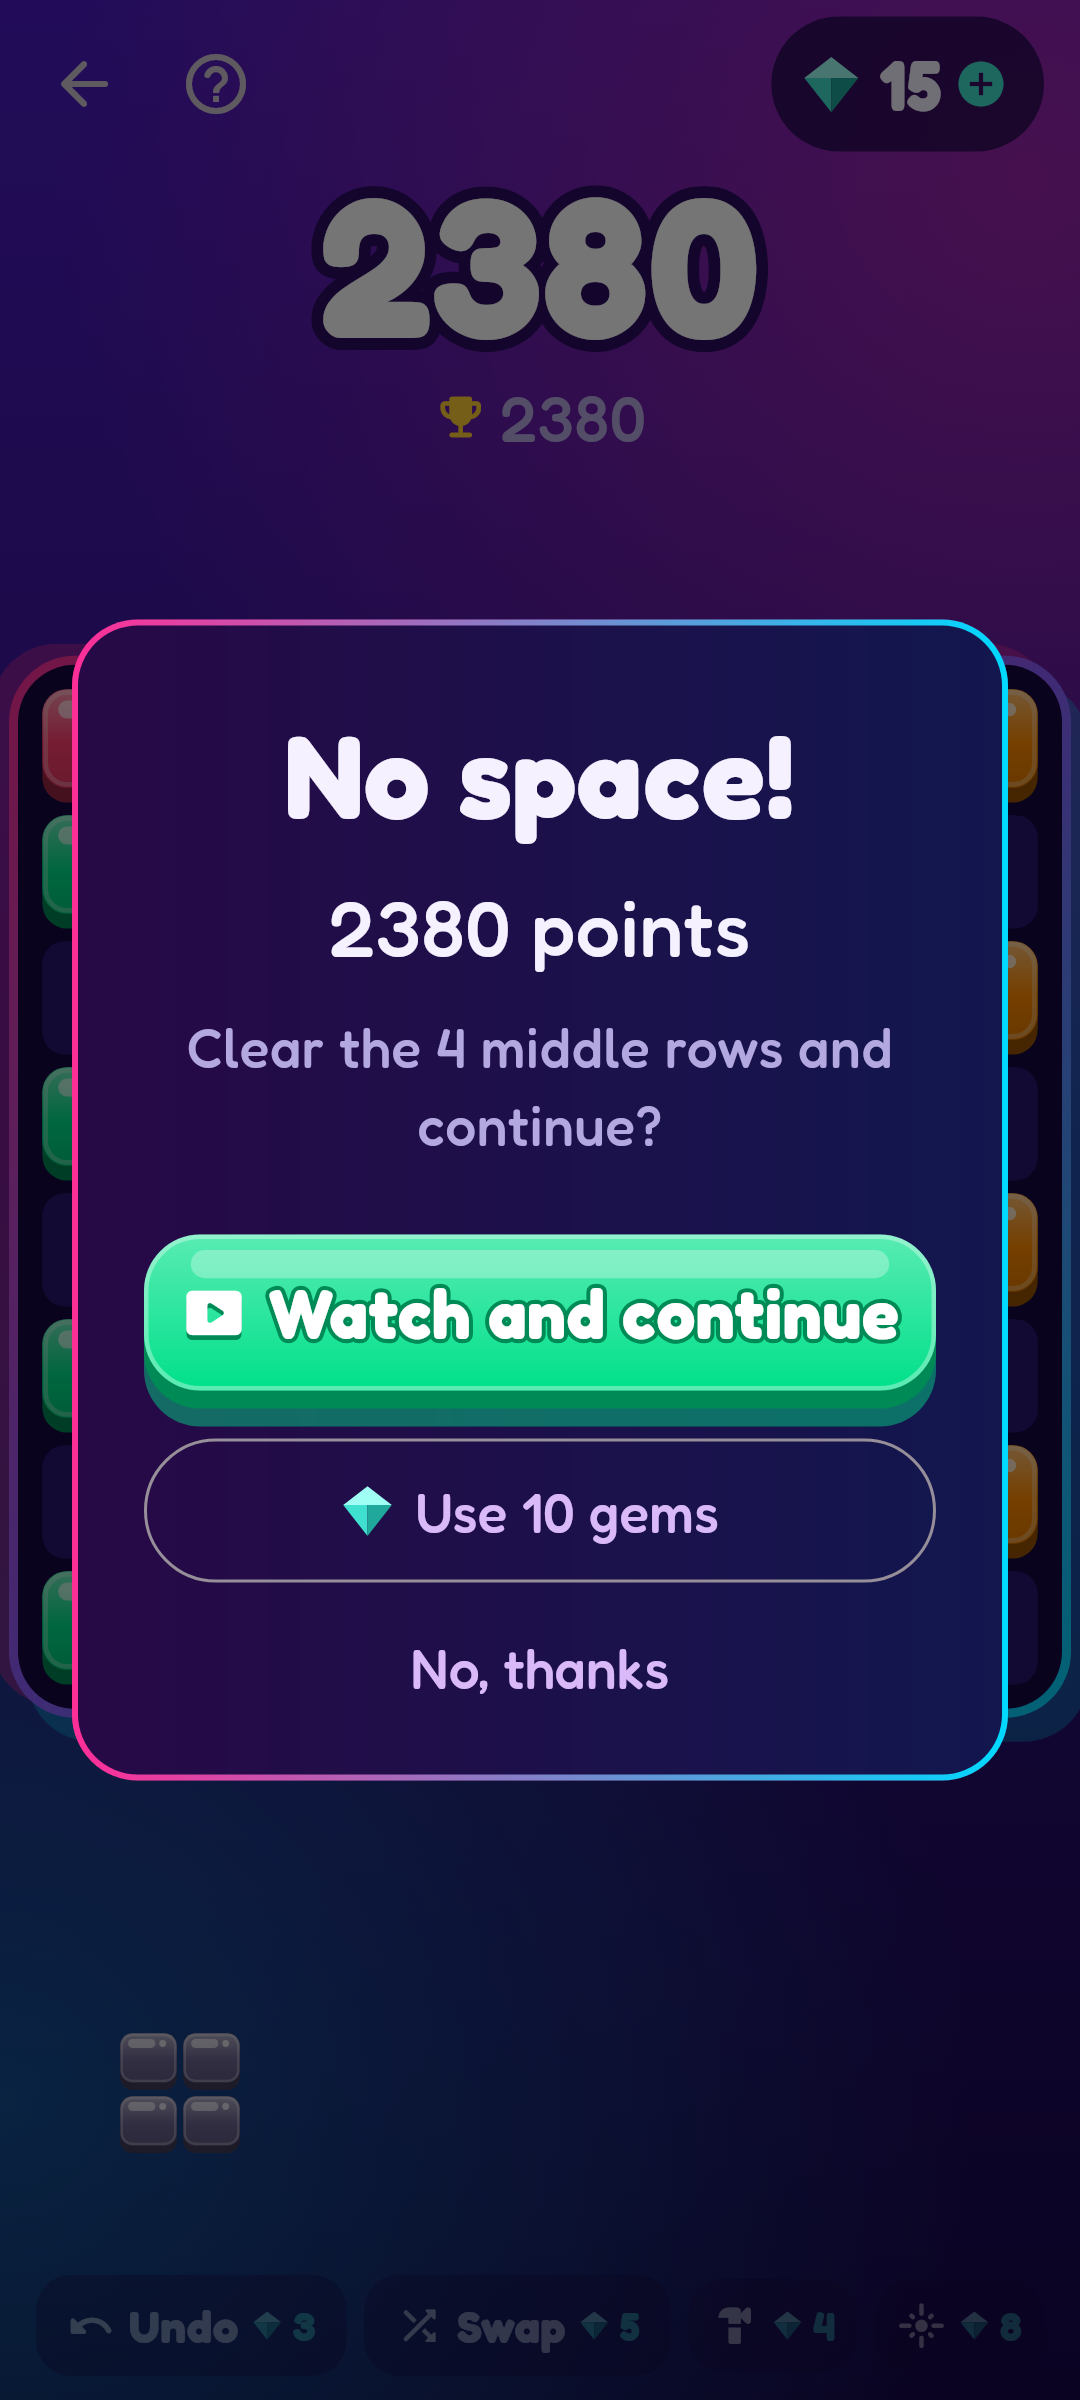 15
2380
2380
No space!
2380 points
Clear the 4 middle rows and
continue?
Watch and continue
Use 10 gems
No, thanks
Undo 3 Swap 5 4 8